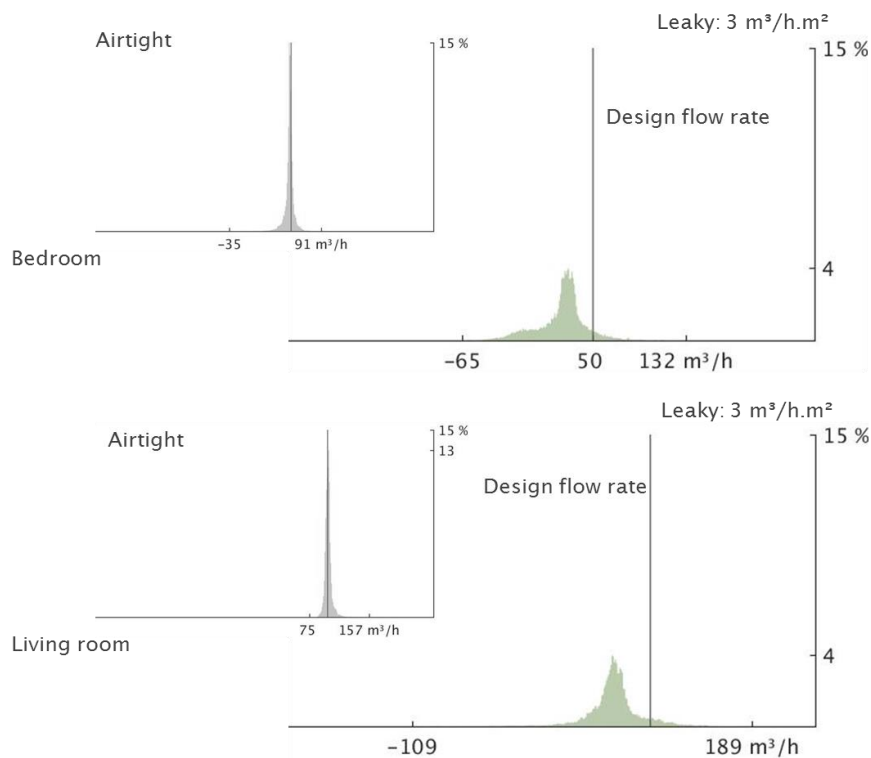 Leaky: 3 m³/h.m²
Airtight
15 %
15 %
Design flow rate
−35
91 m³/h
Bedroom
4
−65
50
132 m³/h
Leaky: 3 m³/h.m²
Airtight
15 %
13
15 %
Design flow rate
75
157 m³/h
Living room
4
−109
189 m³/h